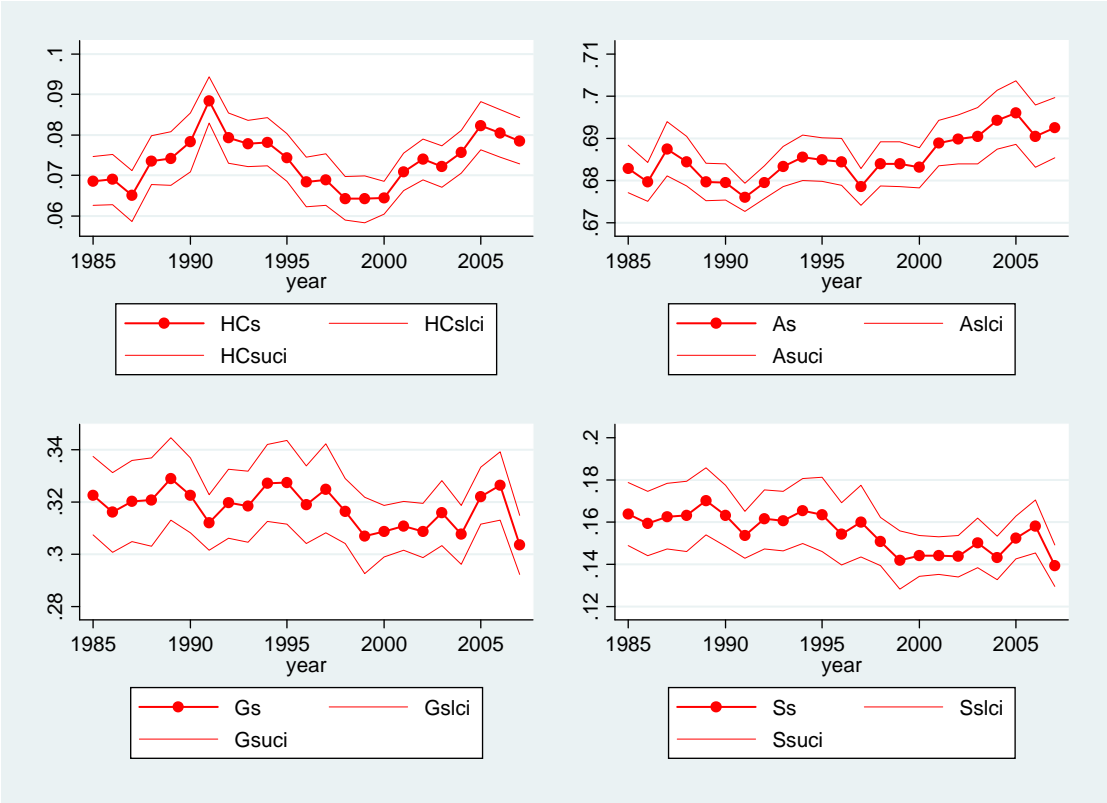 .1
.09
.08
.07
.06
1985 1990 1995 2000 2005
year
HCs HCslci
HCsuci
.71
.7
.69
.68
.67
1985 1990 1995 2000 2005
year
As Aslci
Asuci
.34
.32
.3
.28
1985 1990 1995 2000 2005
year
Gs Gslci
Gsuci
.2
.18
.16
.14
.12
1985 1990 1995 2000 2005
year
Ss Sslci
Ssuci